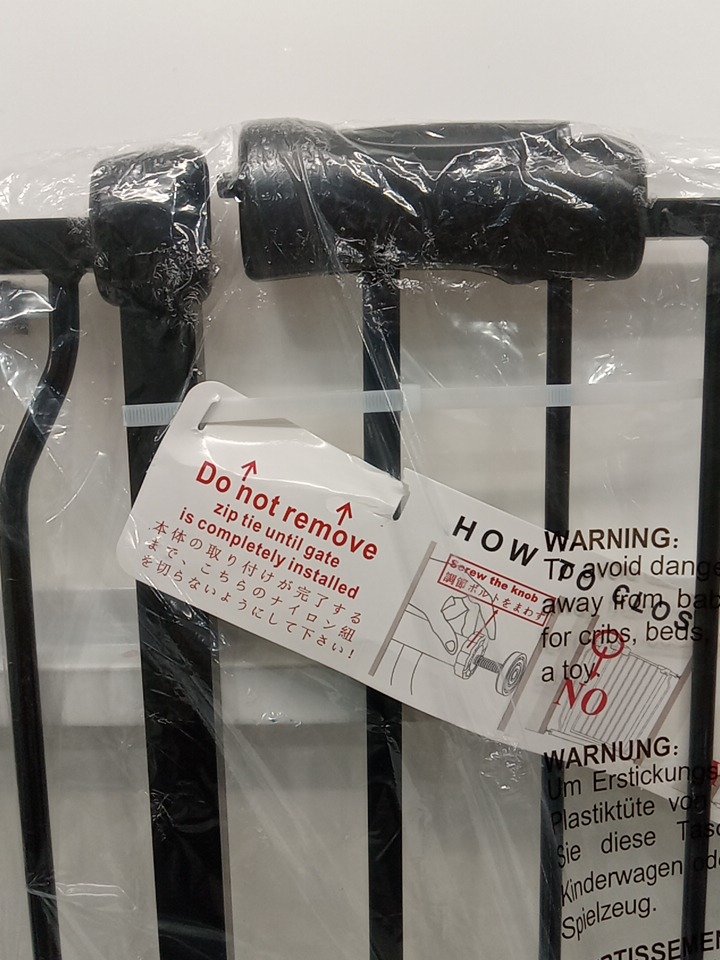 Do not remove
zip tie until gate
is completely installed
本体の取り付けが完了する
まで、こちらのナイロン紐
を切らないようにして下さい!
HOW TO CLOS
Screw the knob
調節ボルトをまわす
NO
WARNING:
To avoid dange
away from bab
for cribs, beds,
a toy.
WARNUNG:
Um Erstickungs
Plastiktüte von
Sie diese Tasc
Kinderwagen ode
Spielzeug.
RTISSEMEN